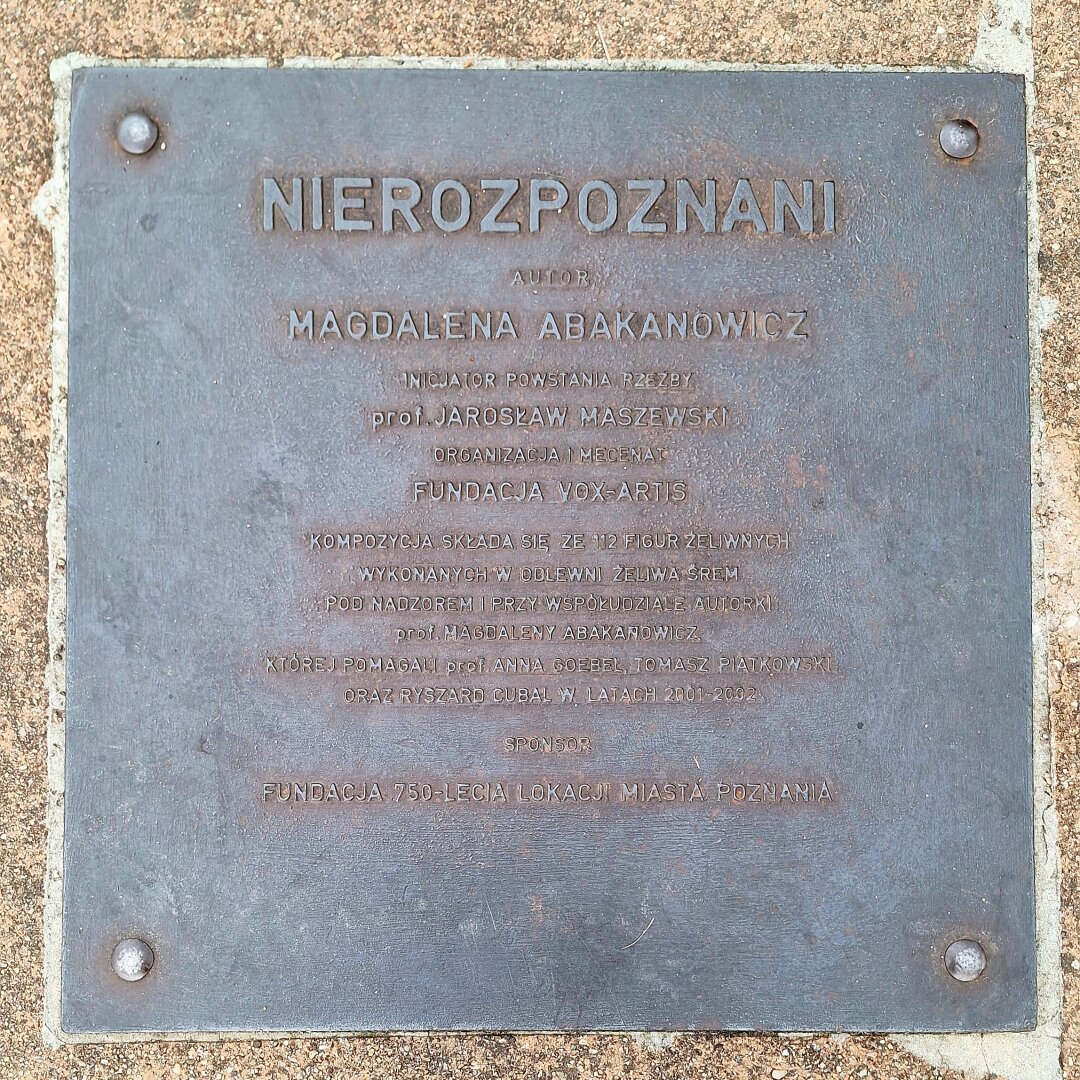 NIEROZPOZNANI
AUTOR
MAGDALENA ABAKANOWICZ
INICJATOR POWSTANIA RZEŹBY
prof. JAROSŁAW MASZEWSKI
ORGANIZACJA I MECENAT
FUNDACJA VOX-ARTIS
KOMPOZYCJA SKŁADA SIĘ ZE 112 FIGUR ŻELIWNYCH
WYKONANYCH W ODLEWNI ŻELIWA ŚREM
POD NADZOREM I PRZY WSPÓŁUDZIALE AUTORKI
prof. MAGDALENY ABAKANOWICZ,
KTÓREJ POMAGALI prof. ANNA GOEBEL, TOMASZ PIĄTKOWSKI
ORAZ RYSZARD CUBAL W LATACH 2001-2002
SPONSOR
FUNDACJA 750-LECIA LOKACJI MIASTA POZNANIA